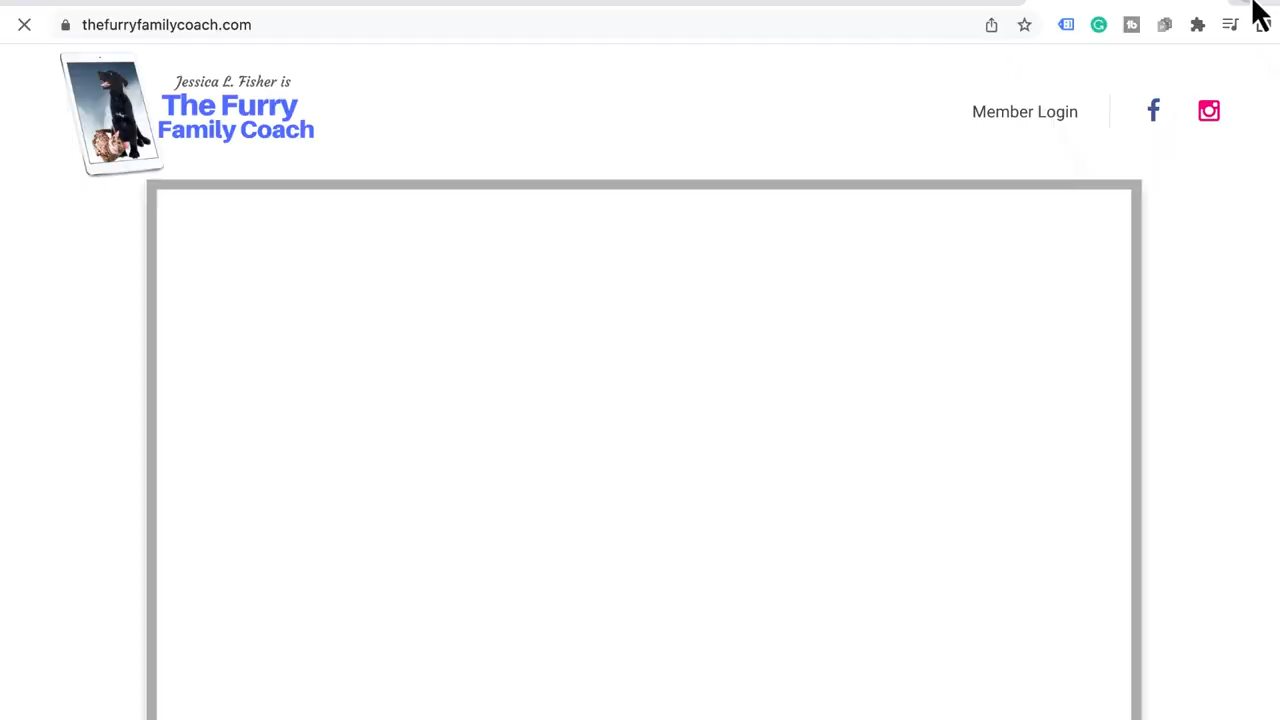 thefurryfamilycoach.com
Jessica L. Fisher is
The Furry
Family Coach
Member Login